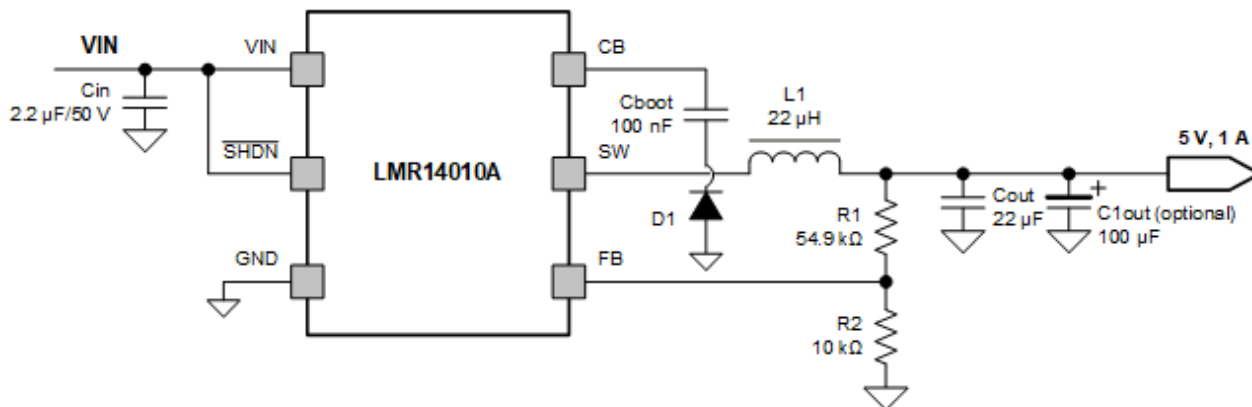 VIN
Cin
2.2 µF/50 V
VIN
SHDN
GND
LMR14010A
CB
SW
FB
Cboot
100 nF
D1
L1
22 µH
R1
54.9 kΩ
R2
10 kΩ
Cout
22 µF
+
C1out (optional)
100 µF
5 V, 1 A